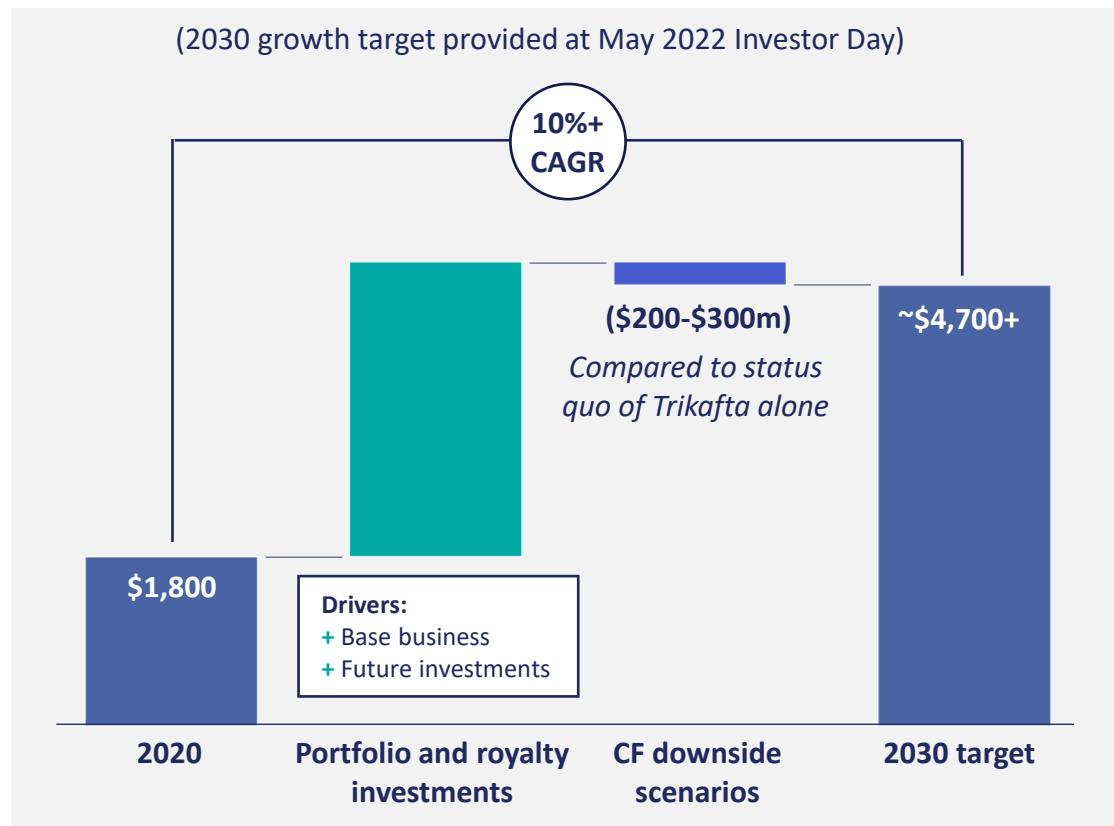 (2030 growth target provided at May 2022 Investor Day)
10%+
CAGR
($200-$300m)
Compared to status
quo of Trikafta alone
~$4,700+
$1,800
Drivers:
+ Base business
+ Future investments
2020
Portfolio and royalty
investments
CF downside
scenarios
2030 target